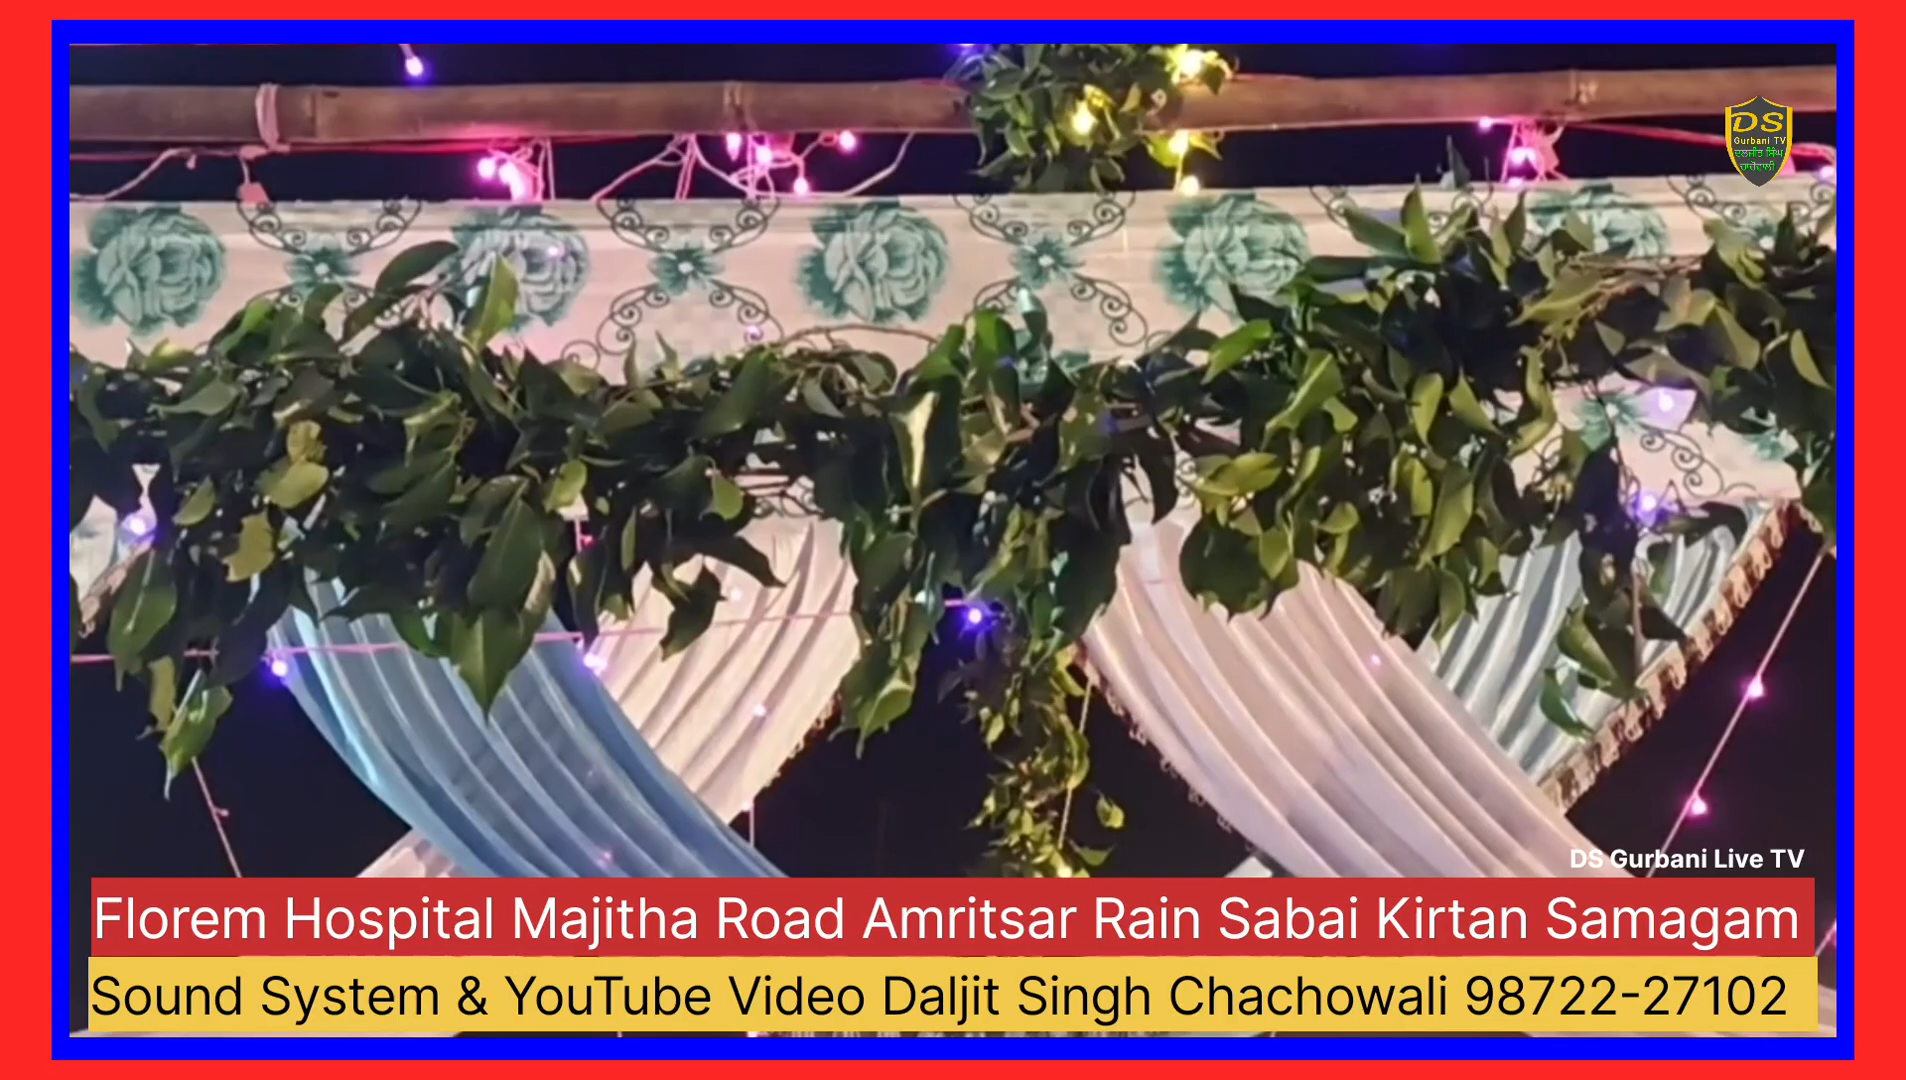 DS
Gurbani TV
ਦਲਜੀਤ ਸਿੰਘ
ਚਾਚੋਵਾਲੀ
DS Gurbani Live TV
Florem Hospital Majitha Road Amritsar Rain Sabai Kirtan Samagam
Sound System & YouTube Video Daljit Singh Chachowali 98722-27102